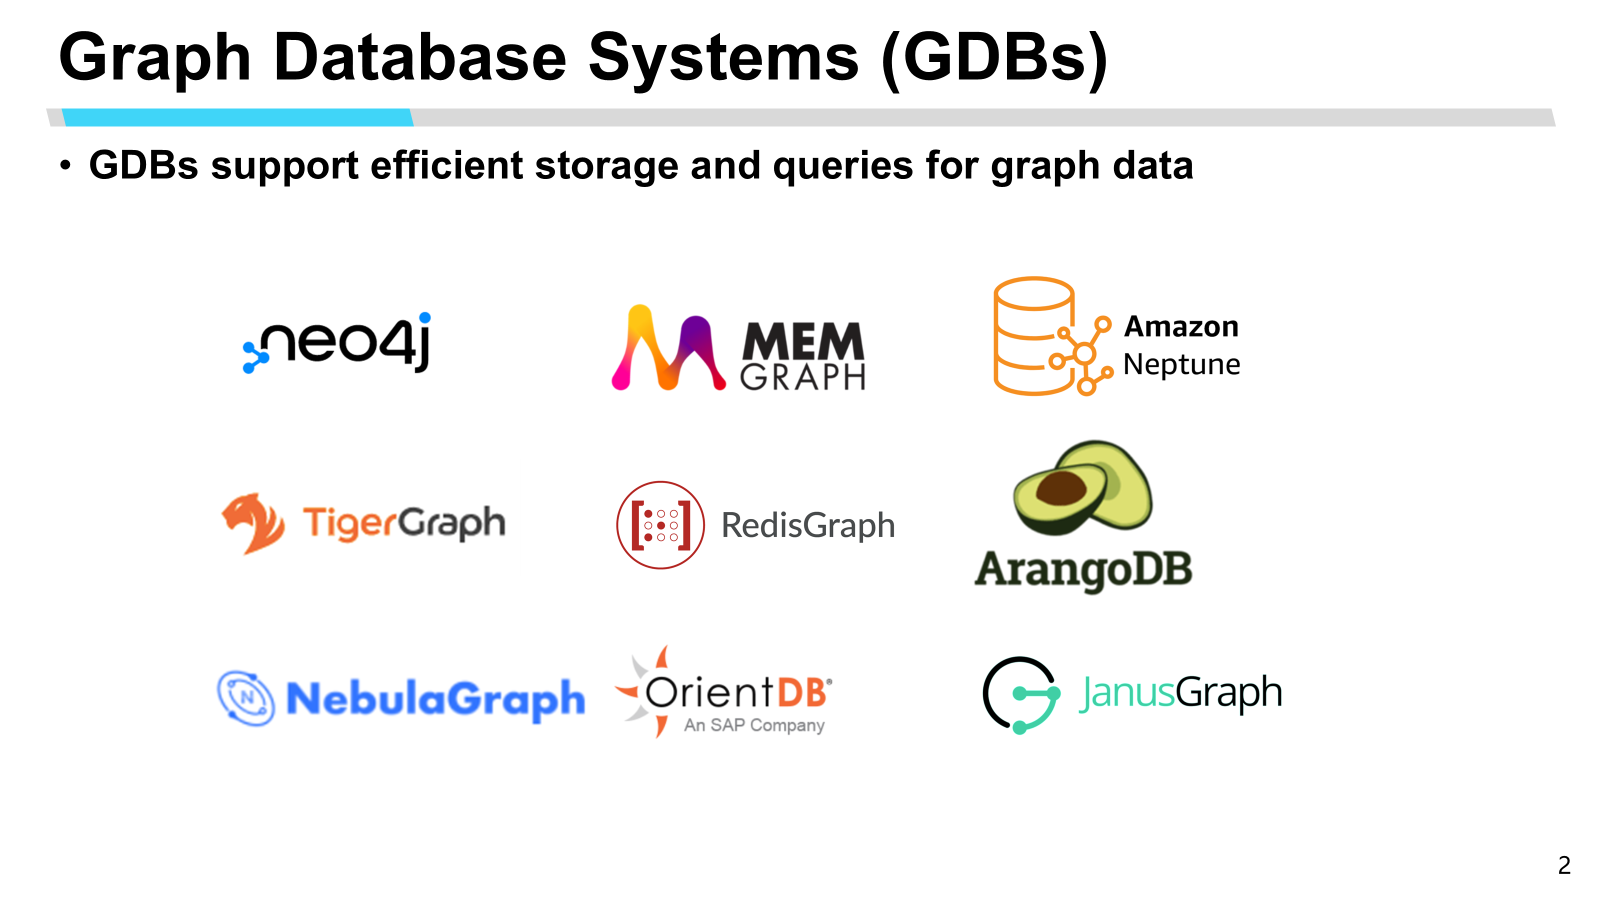 Graph Database Systems (GDBs)
• GDBs support efficient storage and queries for graph data
neo4j
MEM
GRAPH
Amazon
Neptune
TigerGraph
RedisGraph
ArangoDB
N NebulaGraph
OrientDB®
An SAP Company
JanusGraph
2